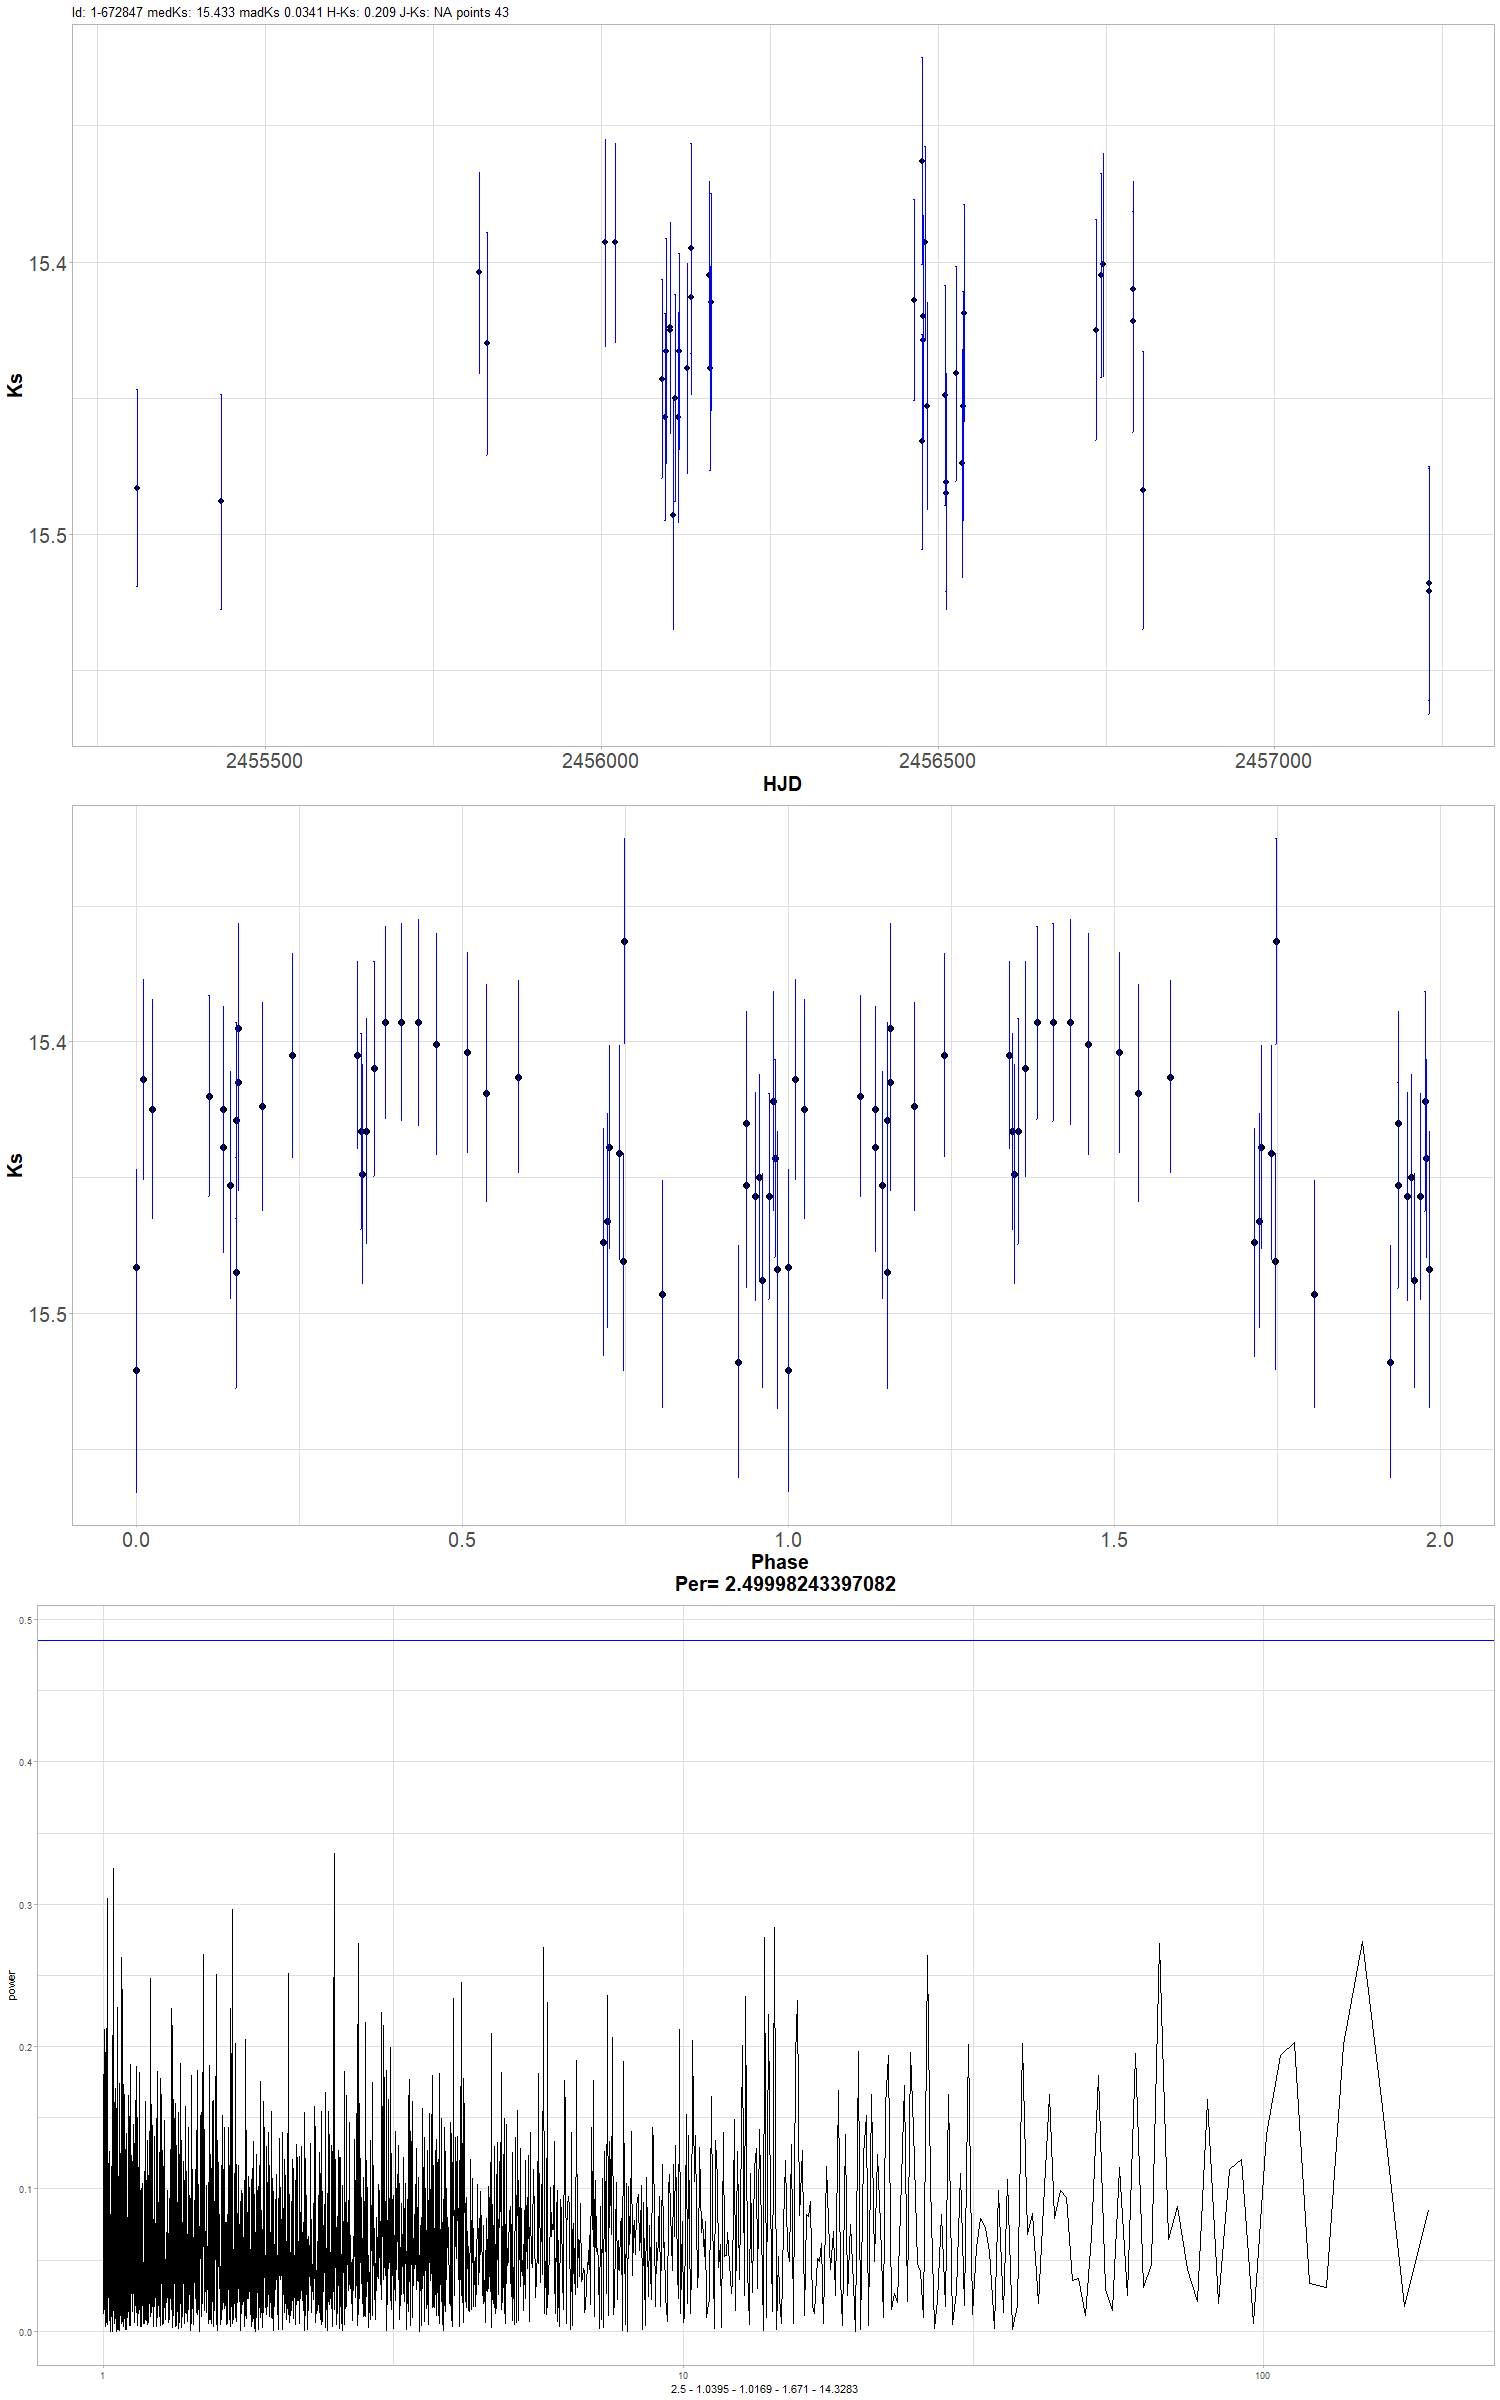 Id: 1-672847 medKs: 15.433 madKs 0.0341 H-Ks: 0.209 J-Ks: NA points 43
15.4
15.5
Ks
2455500 2456000 2456500 2457000
HJD
15.4
15.5
Ks
0.0 0.5 1.0 1.5 2.0
Phase
Per= 2.49998243397082
0.5
0.4
0.3
0.2
0.1
0.0
power
1 10 100
2.5 - 1.0395 - 1.0169 - 1.671 - 14.3283